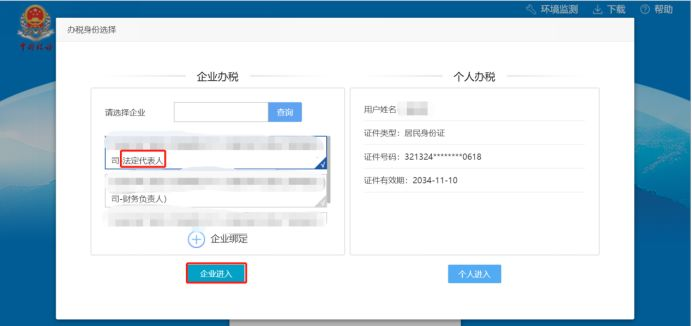 环境监测 下载 帮助
中国税务
办税身份选择
企业办税
请选择企业 查询
司-法定代表人
司-财务负责人)
企业绑定
企业进入
个人办税
用户姓名
证件类型：居民身份证
证件号码：321324********0618
证件有效期：2034-11-10
个人进入